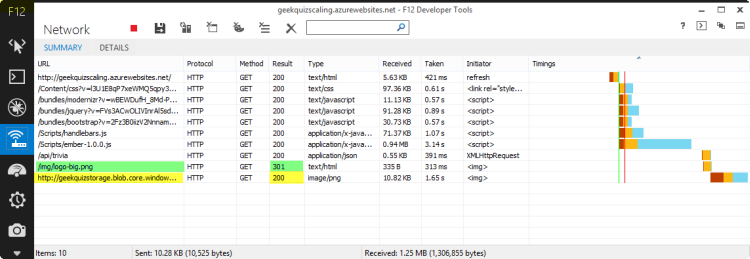 geekquizscaling.azurewebsites.net - F12 Developer Tools
F12
Network
?
SUMMARY DETAILS
URL Protocol Method Result Type Received Taken Initiator Timings
http://geekquizscaling.azurewebsites.net/ HTTP GET 200 text/html 5.63 KB 421 ms refresh
/Content/css?v=l3U1E8qP7xeWMQ5qpy3... HTTP GET 200 text/css 97.36 KB 0.61 s <link rel="style...
/bundles/modernizr?v=wBEWDufH_8Md-P... HTTP GET 200 text/javascript 11.13 KB 0.57 s <script>
/bundles/jquery?v=FVs3ACwOLIVInrAl5sd... HTTP GET 200 text/javascript 91.28 KB 0.89 s <script>
/bundles/bootstrap?v=2Fz3B0iizV2Nnnam... HTTP GET 200 text/javascript 30.73 KB 0.57 s <script>
/Scripts/handlebars.js HTTP GET 200 application/x-java... 71.37 KB 1.07 s <script>
/Scripts/ember-1.0.0.js HTTP GET 200 application/x-java... 0.94 MB 3.14 s <script>
/api/trivia HTTP GET 200 application/json 0.55 KB 391 ms XMLHttpRequest
/img/logo-big.png HTTP GET 301 text/html 335 B 313 ms <img>
http://geekquizstorage.blob.core.window... HTTP GET 200 image/png 10.82 KB 1.65 s <img>
Items: 10 Sent: 10.28 KB (10,525 bytes) Received: 1.25 MB (1,306,855 bytes)